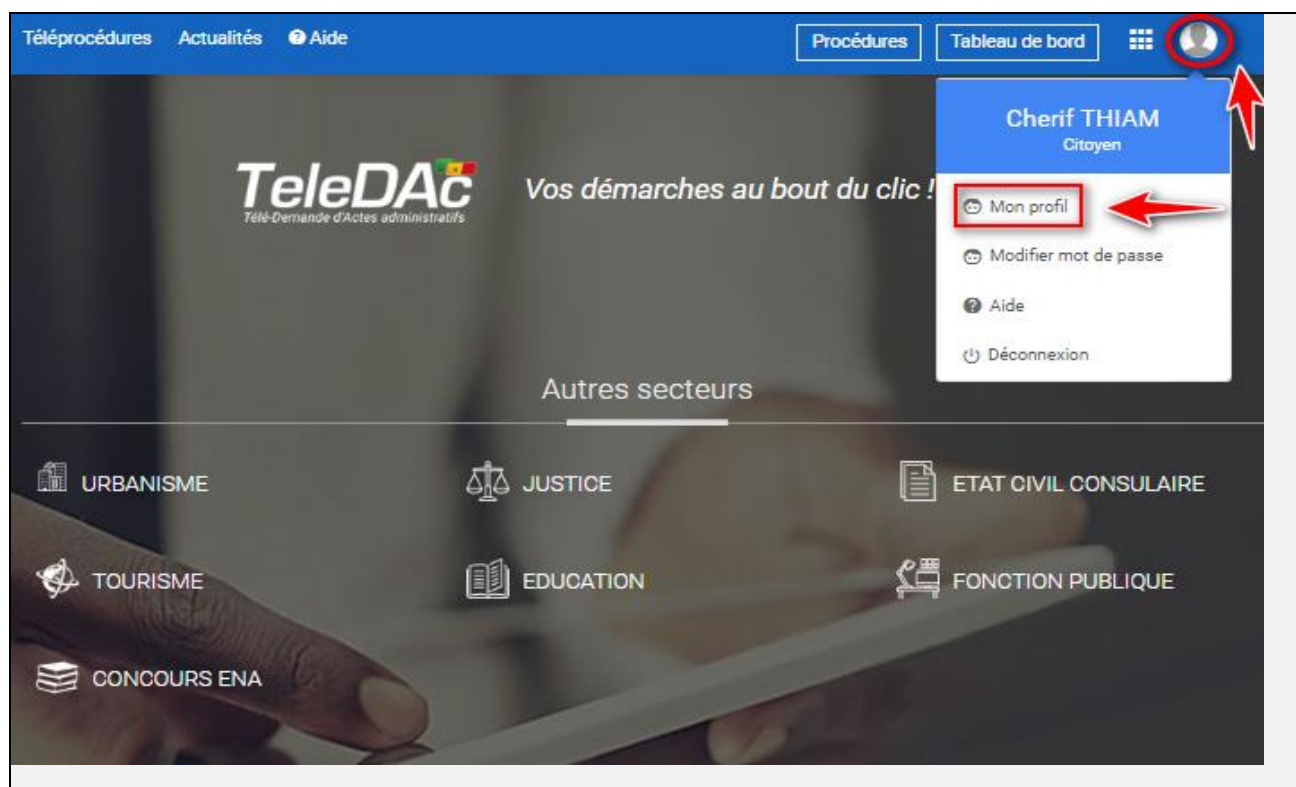 Téléprocédures Actualités Aide Procédures Tableau de bord
Cherif THIAM
Citoyen
TeleDAc
Télé-Demande d'Actes administratifs
Vos démarches au bout du clic !
Mon profil
Modifier mot de passe
Aide
Déconnexion
Autres secteurs
URBANISME JUSTICE ETAT CIVIL CONSULAIRE
TOURISME EDUCATION FONCTION PUBLIQUE
CONCOURS ENA